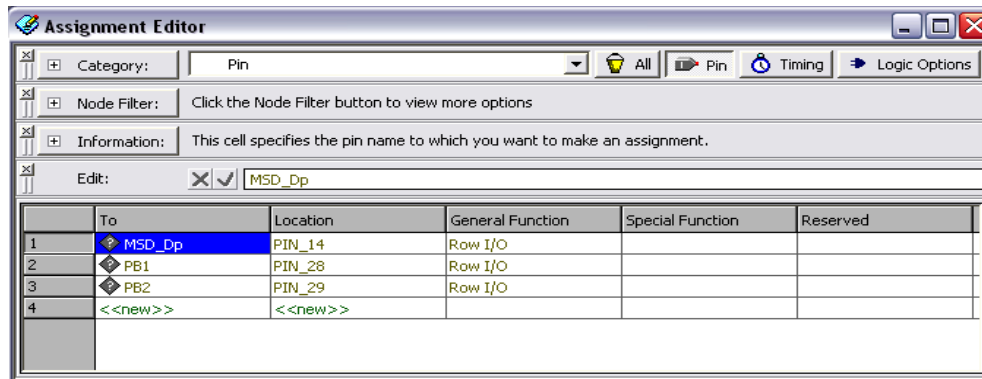 Assignment Editor
Category: Pin All Pin Timing Logic Options
Node Filter: Click the Node Filter button to view more options
Information: This cell specifies the pin name to which you want to make an assignment.
Edit: MSD_Dp
To Location General Function Special Function Reserved
1 MSD_Dp PIN_14 Row I/O
2 PB1 PIN_28 Row I/O
3 PB2 PIN_29 Row I/O
4 <<new>> <<new>>